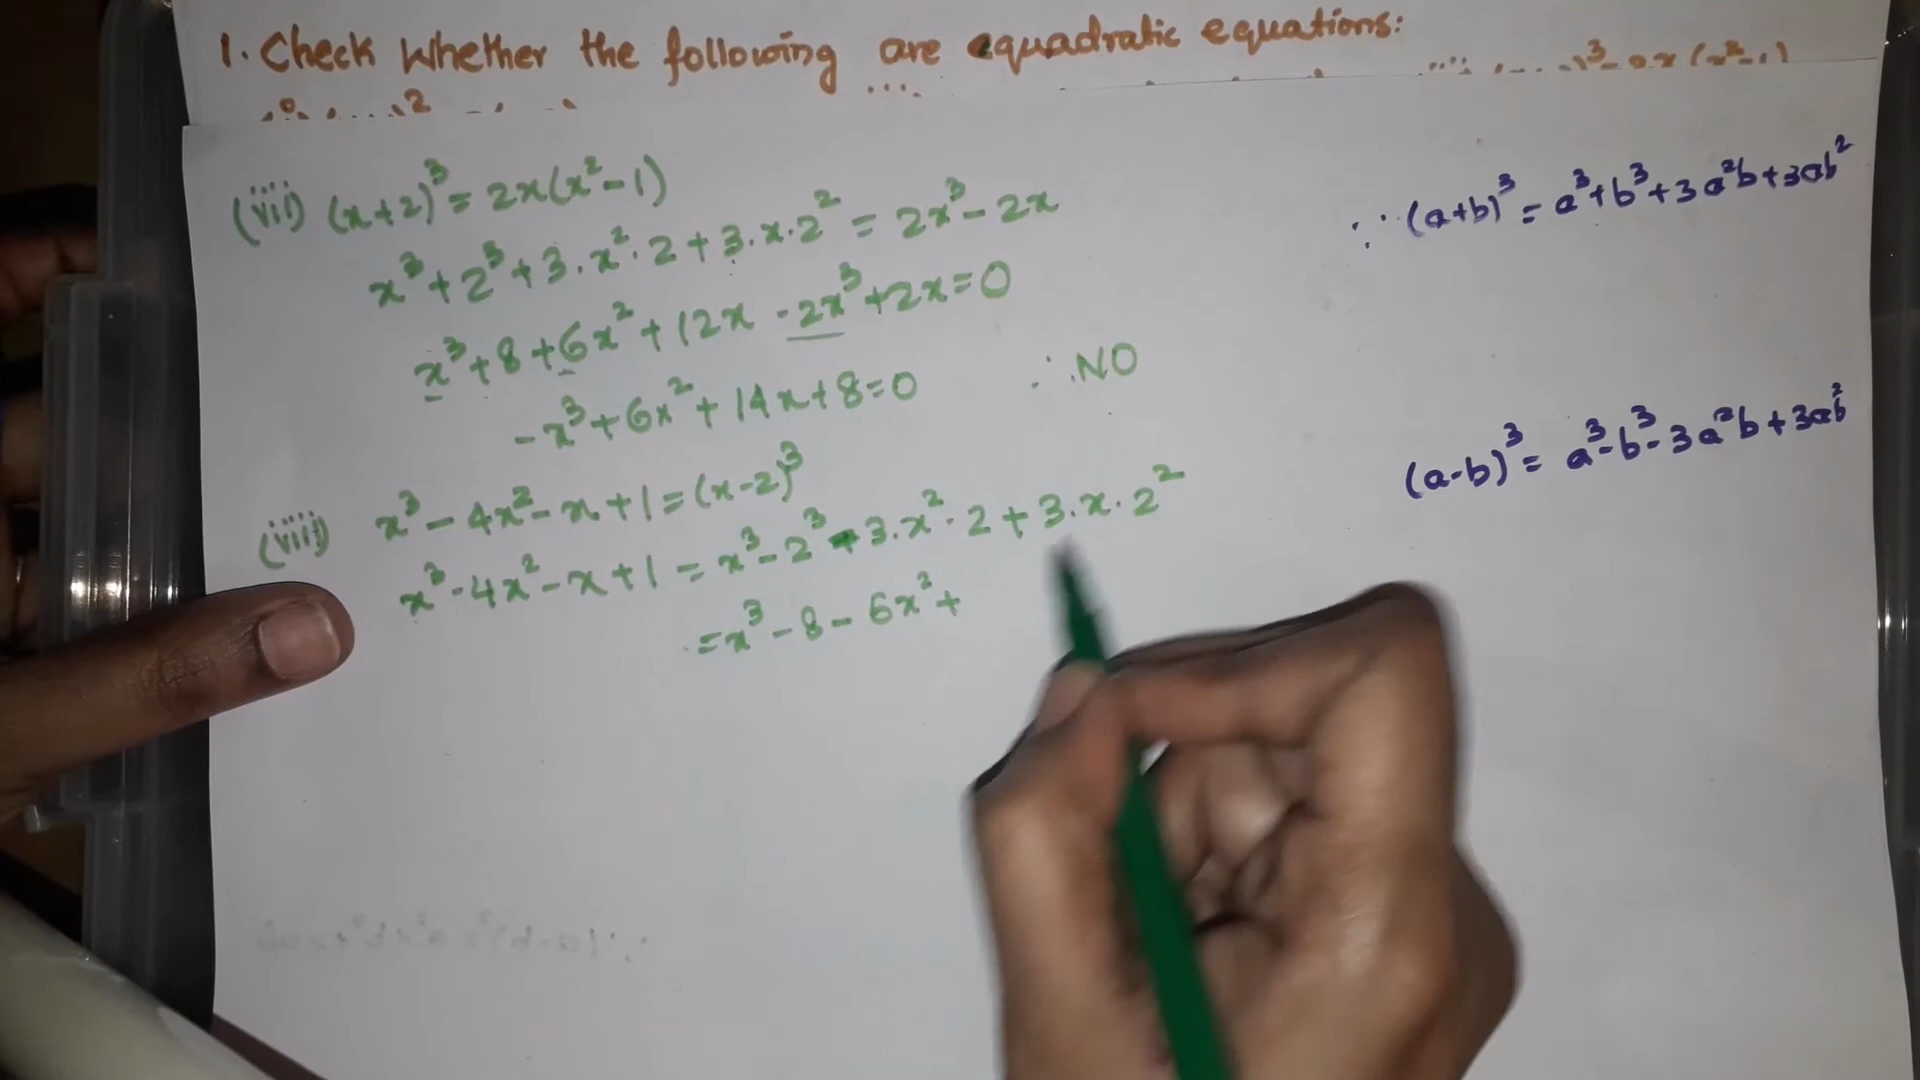 1. Check Whether the following are equadratic equations:
(vii) (x+2)³ = 2x(x²-1)
x³+2³+3.x².2+3.x.2² = 2x³-2x
x³+8+6x²+12x-2x³+2x=0
-x³+6x²+14x+8=0 ∴NO
(viii) x³-4x²-x+1=(x-2)³
x³-4x²-x+1 = x³-2³-3.x².2+3.x.2²
=x³-8-6x²+
∵ (a+b)³ = a³+b³+3a²b+3ab²
(a-b)³ = a³-b³-3a²b+3ab²